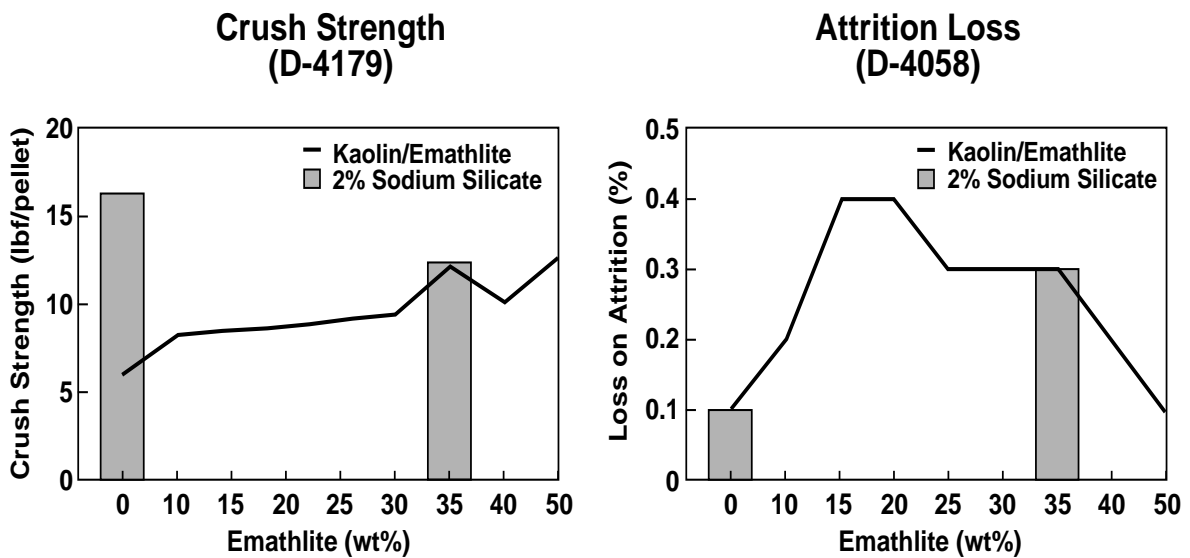 Crush Strength
(D-4179)
Crush Strength (lbf/pellet)
20
15
10
5
0
Kaolin/Emathlite
2% Sodium Silicate
0 10 15 20 25 30 35 40 50
Emathlite (wt%)
Attrition Loss
(D-4058)
Loss on Attrition (%)
0.5
0.4
0.3
0.2
0.1
0
Kaolin/Emathlite
2% Sodium Silicate
0 10 15 20 25 30 35 40 50
Emathlite (wt%)